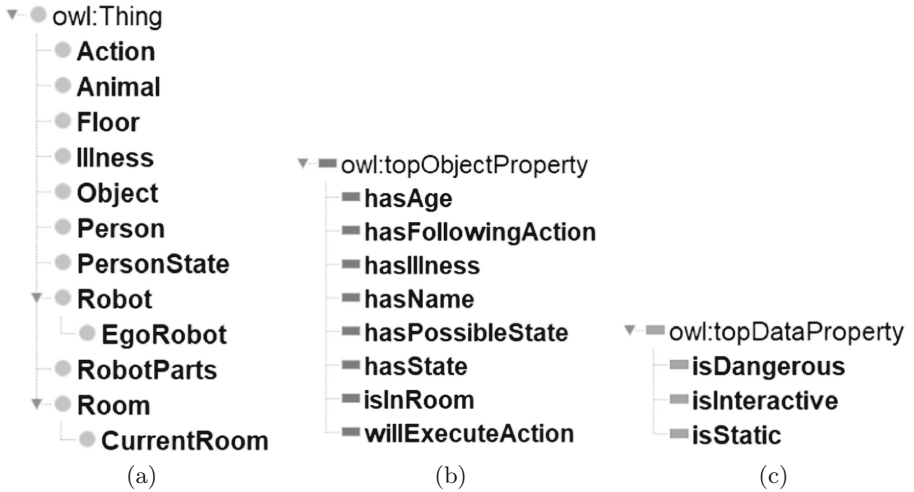 owl:Thing
Action
Animal
Floor
Illness
Object
Person
PersonState
Robot
EgoRobot
RobotParts
Room
CurrentRoom
(a)
owl:topObjectProperty
hasAge
hasFollowingAction
hasIllness
hasName
hasPossibleState
hasState
isInRoom
willExecuteAction
(b)
owl:topDataProperty
isDangerous
isInteractive
isStatic
(c)